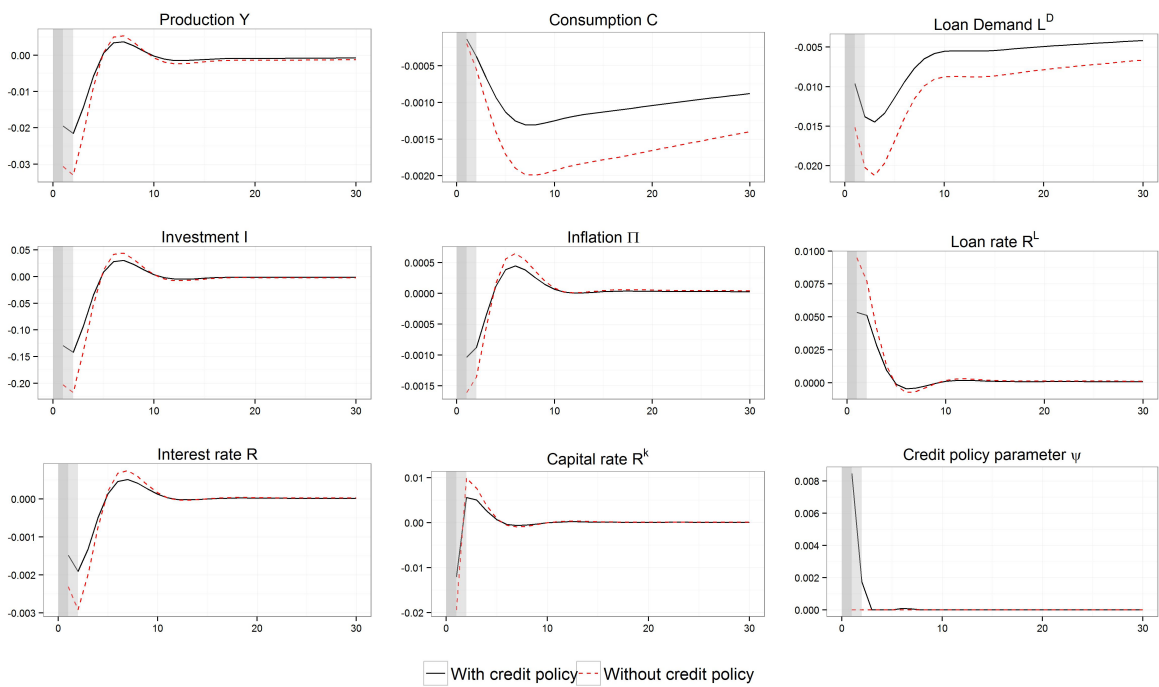 Production Y
0.00
-0.01
-0.02
-0.03
0 10 20 30
Consumption C
-0.0005
-0.0010
-0.0015
-0.0020
0 10 20 30
Loan Demand L^D
-0.005
-0.010
-0.015
-0.020
0 10 20 30
Investment I
0.05
0.00
-0.05
-0.10
-0.15
-0.20
0 10 20 30
Inflation Π
0.0005
0.0000
-0.0005
-0.0010
-0.0015
0 10 20 30
Loan rate R^L
0.0100
0.0075
0.0050
0.0025
0.0000
0 10 20 30
Interest rate R
0.000
-0.001
-0.002
-0.003
0 10 20 30
Capital rate R^k
0.01
0.00
-0.01
-0.02
0 10 20 30
Credit policy parameter ψ
0.008
0.006
0.004
0.002
0.000
0 10 20 30
With credit policy Without credit policy